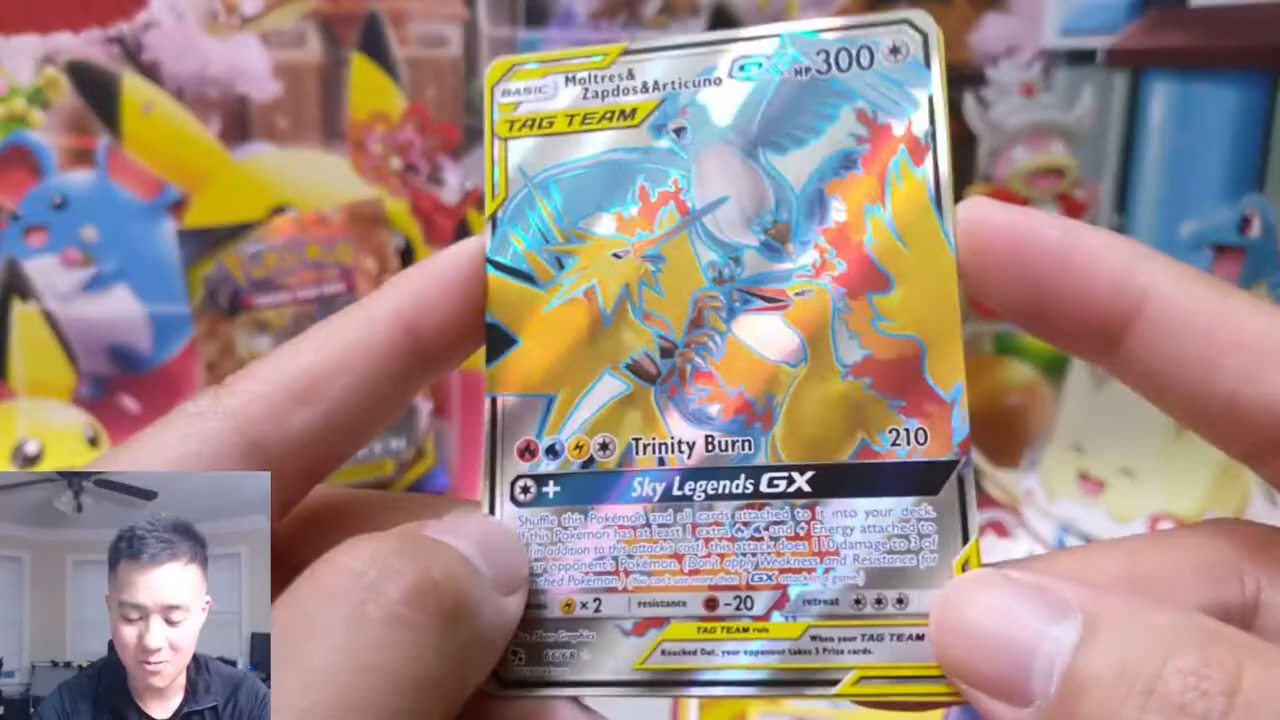 BASIC
Moltres&
Zapdos&Articuno
GX HP300
TAG TEAM
Trinity Burn 210
+ Sky Legends GX
Shuffle this Pokémon and all cards attached to it into your deck.
If this Pokémon has at least 1 extra and Energy attached to
(in addition to this attack's cost), this attack does 110 damage to 3 of
your opponent's Pokémon. (Don't apply Weakness and Resistance for
Benched Pokémon.) (You can't use more than 1 GX attack in a game.)
×2 resistance -20 retreat
TAG TEAM rule
When your TAG TEAM
Knocked Out, your opponent takes 3 Prize cards.
66/68